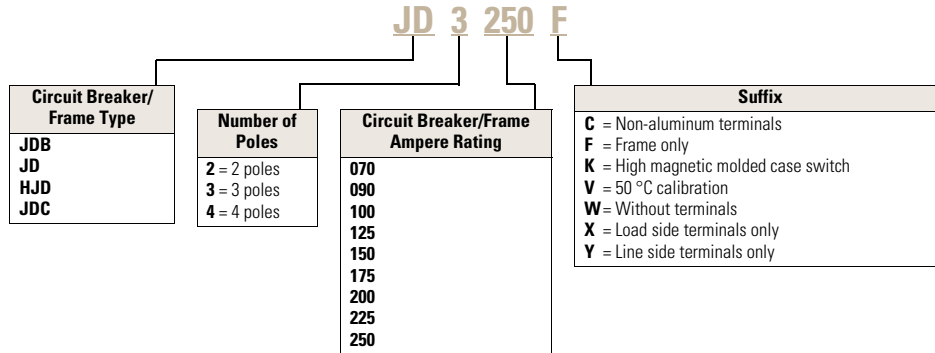 JD 3 250 F
Circuit Breaker/
Frame Type
JDB
JD
HJD
JDC
Number of
Poles
2 = 2 poles
3 = 3 poles
4 = 4 poles
Circuit Breaker/Frame
Ampere Rating
070
090
100
125
150
175
200
225
250
Suffix
C = Non-aluminum terminals
F = Frame only
K = High magnetic molded case switch
V = 50 °C calibration
W = Without terminals
X = Load side terminals only
Y = Line side terminals only